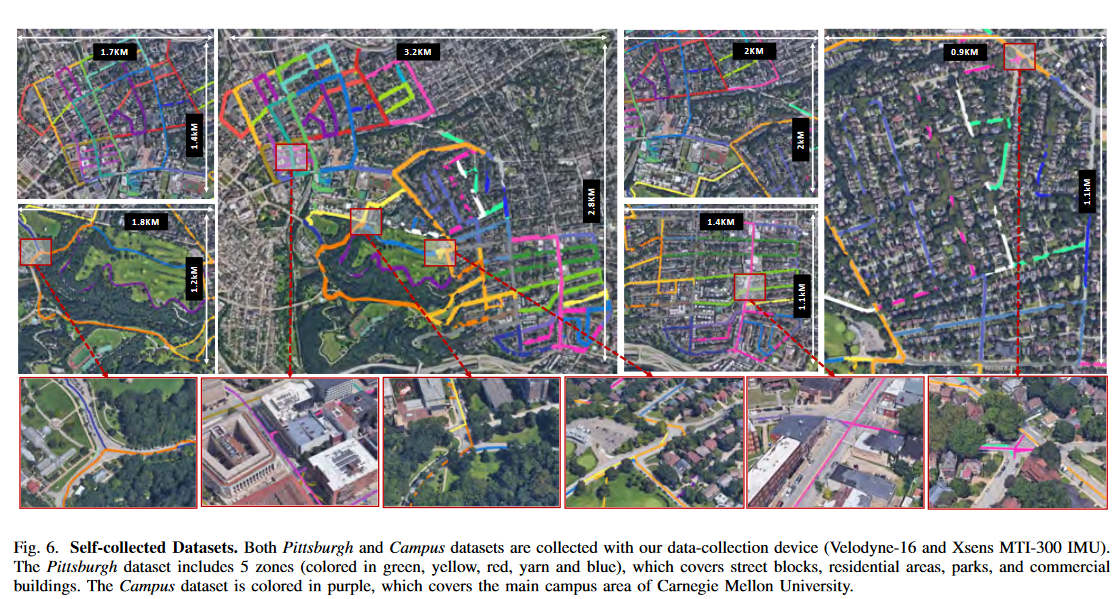 1.7KM
3.2KM
2KM
0.9KM
1.4kM
2kM
1.8KM
2.8KM
1.4KM
1.1kM
1.2kM
1.1kM
Fig. 6. Self-collected Datasets. Both Pittsburgh and Campus datasets are collected with our data-collection device (Velodyne-16 and Xsens MTI-300 IMU).
The Pittsburgh dataset includes 5 zones (colored in green, yellow, red, yarn and blue), which covers street blocks, residential areas, parks, and commercial
buildings. The Campus dataset is colored in purple, which covers the main campus area of Carnegie Mellon University.